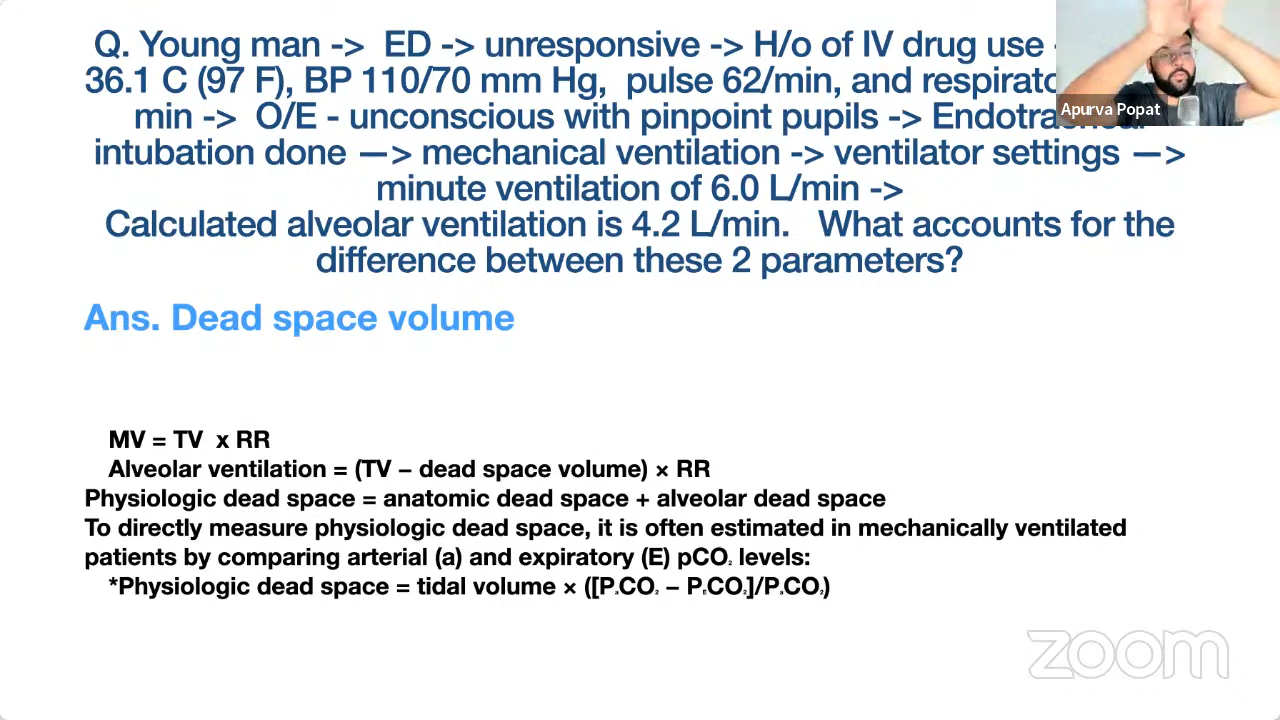 Q. Young man -> ED -> unresponsive -> H/o of IV drug use -
36.1 C (97 F), BP 110/70 mm Hg, pulse 62/min, and
min -> O/E - unconscious with pinpoint pupils ->
intubation done —> mechanical ventilation -> ventilator settings —>
minute ventilation of 6.0 L/min ->
Calculated alveolar ventilation is 4.2 L/min. What accounts for the
difference between these 2 parameters?
Apurva Popat
Ans. Dead space volume
MV = TV x RR
Alveolar ventilation = (TV – dead space volume) × RR
Physiologic dead space = anatomic dead space + alveolar dead space
To directly measure physiologic dead space, it is often estimated in mechanically ventilated
patients by comparing arterial (a) and expiratory (E) pCO₂ levels:
*Physiologic dead space = tidal volume × ([PₐCO₂ – PECO₂]/PₐCO₂)
zoom